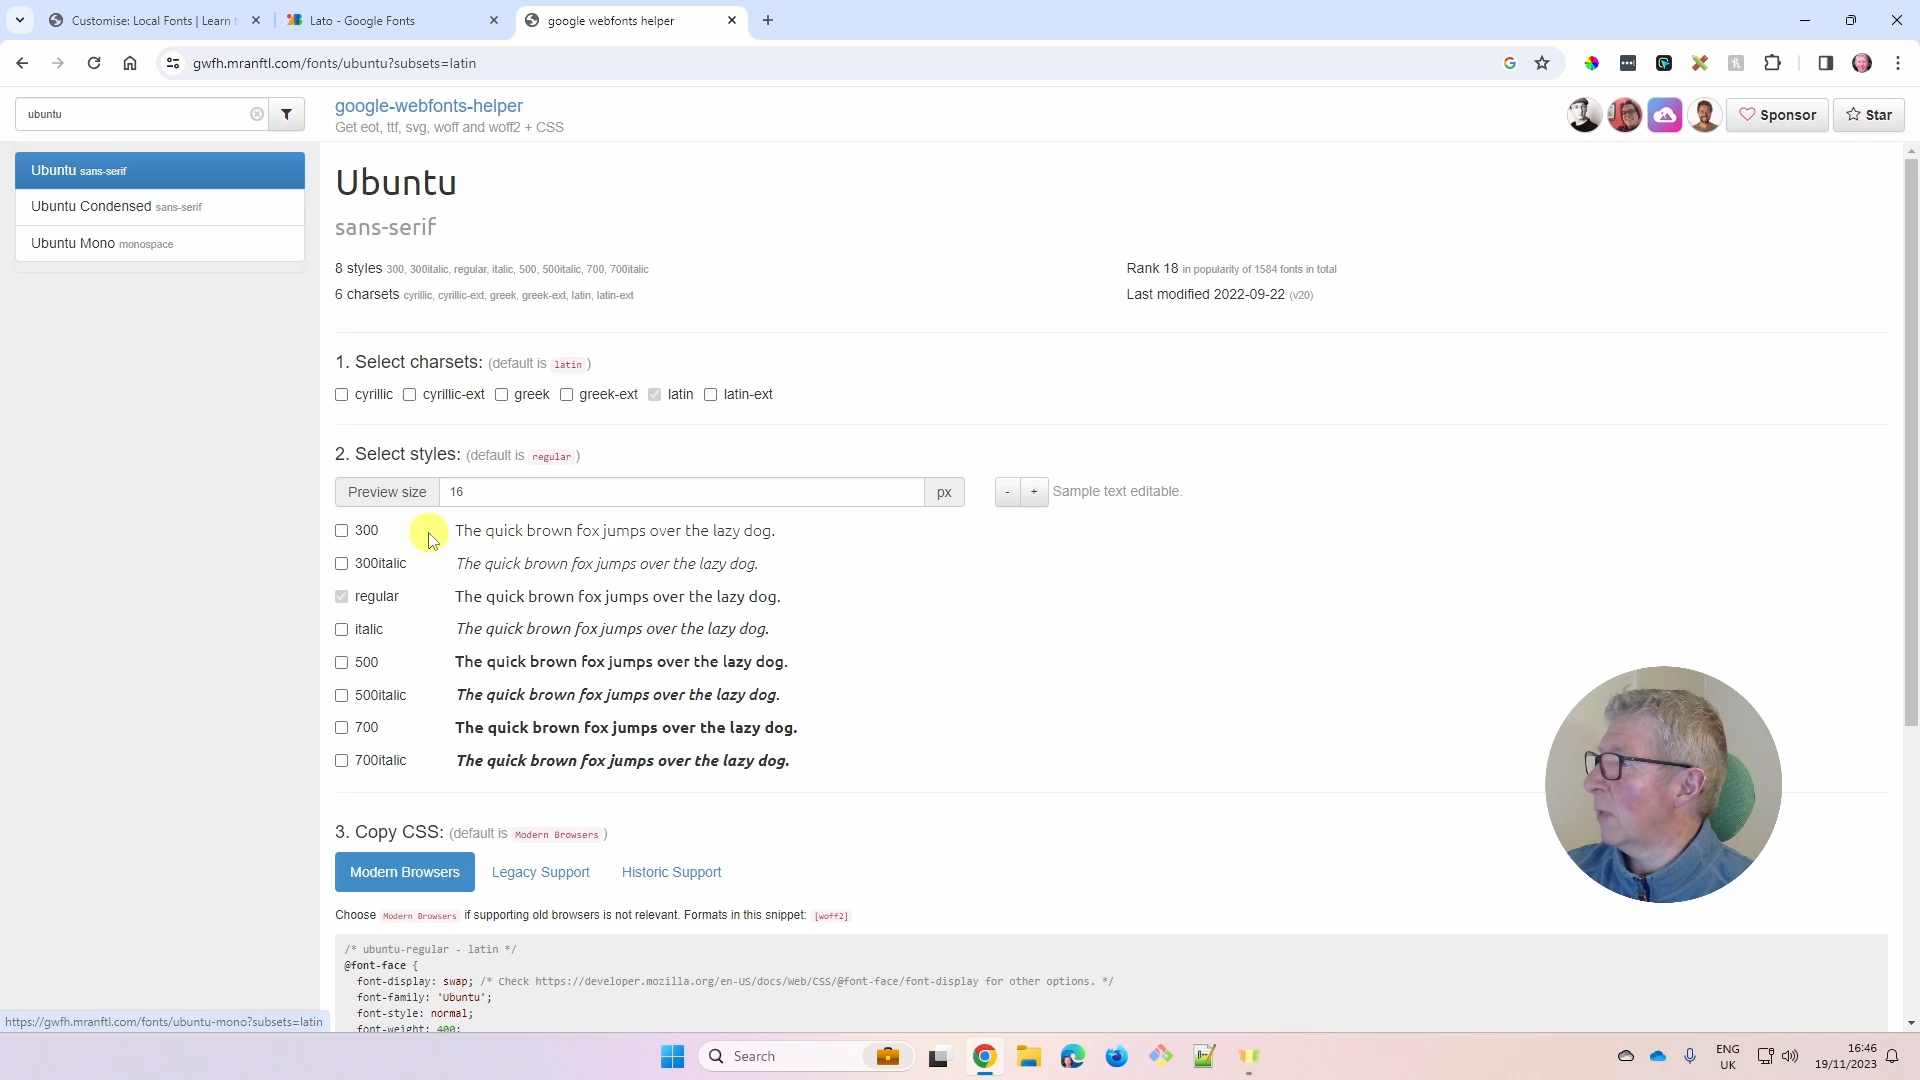 Customise: Local Fonts | Learn
Lato - Google Fonts
google webfonts helper
gwfh.mranftl.com/fonts/ubuntu?subsets=latin
ubuntu
google-webfonts-helper
Get eot, ttf, svg, woff and woff2 + CSS
Sponsor
Star
Ubuntu sans-serif
Ubuntu Condensed sans-serif
Ubuntu Mono monospace
Ubuntu
sans-serif
8 styles 300, 300italic, regular, italic, 500, 500italic, 700, 700italic
Rank 18 in popularity of 1584 fonts in total
6 charsets cyrillic, cyrillic-ext, greek, greek-ext, latin, latin-ext
Last modified 2022-09-22 (v20)
1. Select charsets: (default is latin )
cyrillic cyrillic-ext greek greek-ext latin latin-ext
2. Select styles: (default is regular )
Preview size 16 px - + Sample text editable.
300 The quick brown fox jumps over the lazy dog.
300italic The quick brown fox jumps over the lazy dog.
regular The quick brown fox jumps over the lazy dog.
italic The quick brown fox jumps over the lazy dog.
500 The quick brown fox jumps over the lazy dog.
500italic The quick brown fox jumps over the lazy dog.
700 The quick brown fox jumps over the lazy dog.
700italic The quick brown fox jumps over the lazy dog.
3. Copy CSS: (default is Modern Browsers )
Modern Browsers Legacy Support Historic Support
Choose Modern Browsers if supporting old browsers is not relevant. Formats in this snippet: [woff2]
/* ubuntu-regular - latin */
@font-face {
font-display: swap; /* Check https://developer.mozilla.org/en-US/docs/Web/CSS/@font-face/font-display for other options. */
font-family: 'Ubuntu';
font-style: normal;
font-weight: 400;
https://gwfh.mranftl.com/fonts/ubuntu-mono?subsets=latin
Search
ENG
UK
16:46
19/11/2023